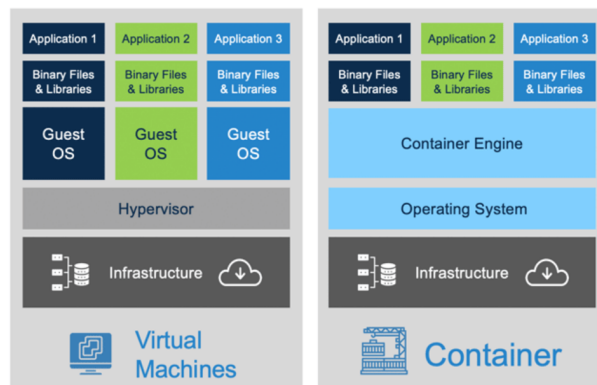 Application 1
Application 2
Application 3
Binary Files
& Libraries
Binary Files
& Libraries
Binary Files
& Libraries
Guest
OS
Guest
OS
Guest
OS
Hypervisor
Infrastructure
Virtual
Machines
Application 1
Application 2
Application 3
Binary Files
& Libraries
Binary Files
& Libraries
Binary Files
& Libraries
Container Engine
Operating System
Infrastructure
Container